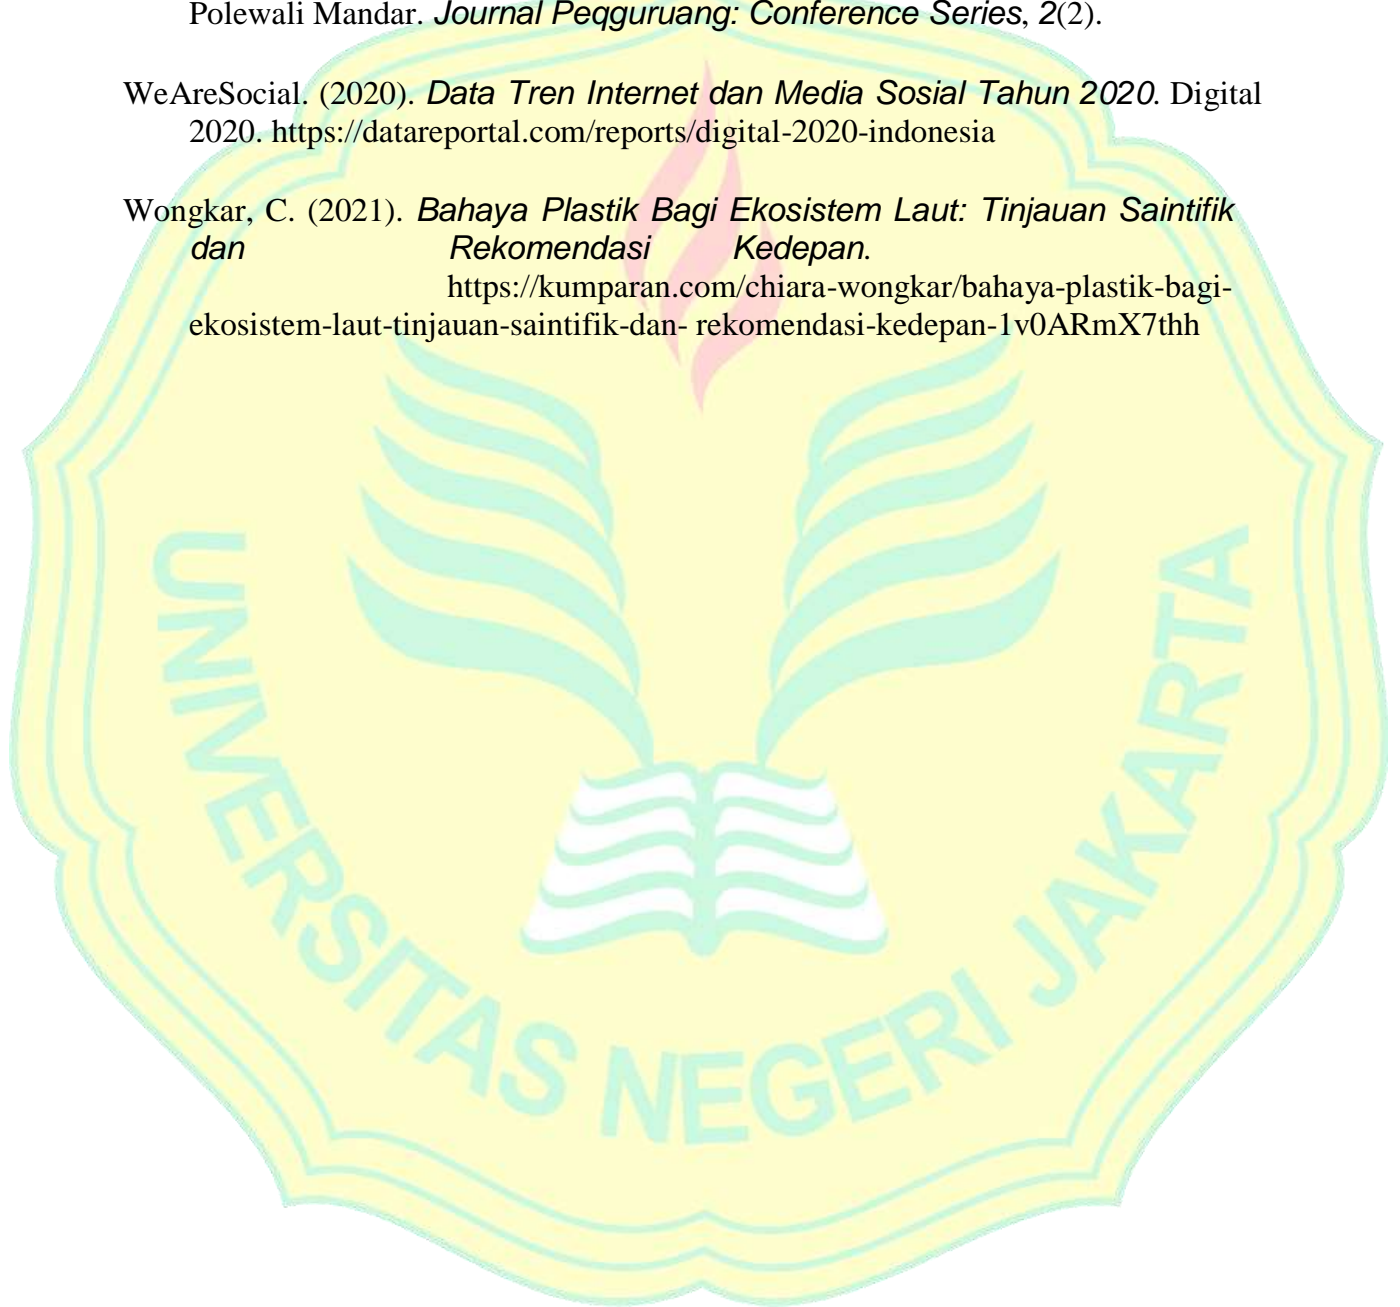 Polewali Mandar. Journal Peqguruang: Conference Series, 2(2).
WeAreSocial. (2020). Data Tren Internet dan Media Sosial Tahun 2020. Digital
2020. https://datareportal.com/reports/digital-2020-indonesia
Wongkar, C. (2021). Bahaya Plastik Bagi Ekosistem Laut: Tinjauan Saintifik
dan Rekomendasi Kedepan.
https://kumparan.com/chiara-wongkar/bahaya-plastik-bagi-
ekosistem-laut-tinjauan-saintifik-dan- rekomendasi-kedepan-1v0ARmX7thh
UNIVERSITAS NEGERI JAKARTA